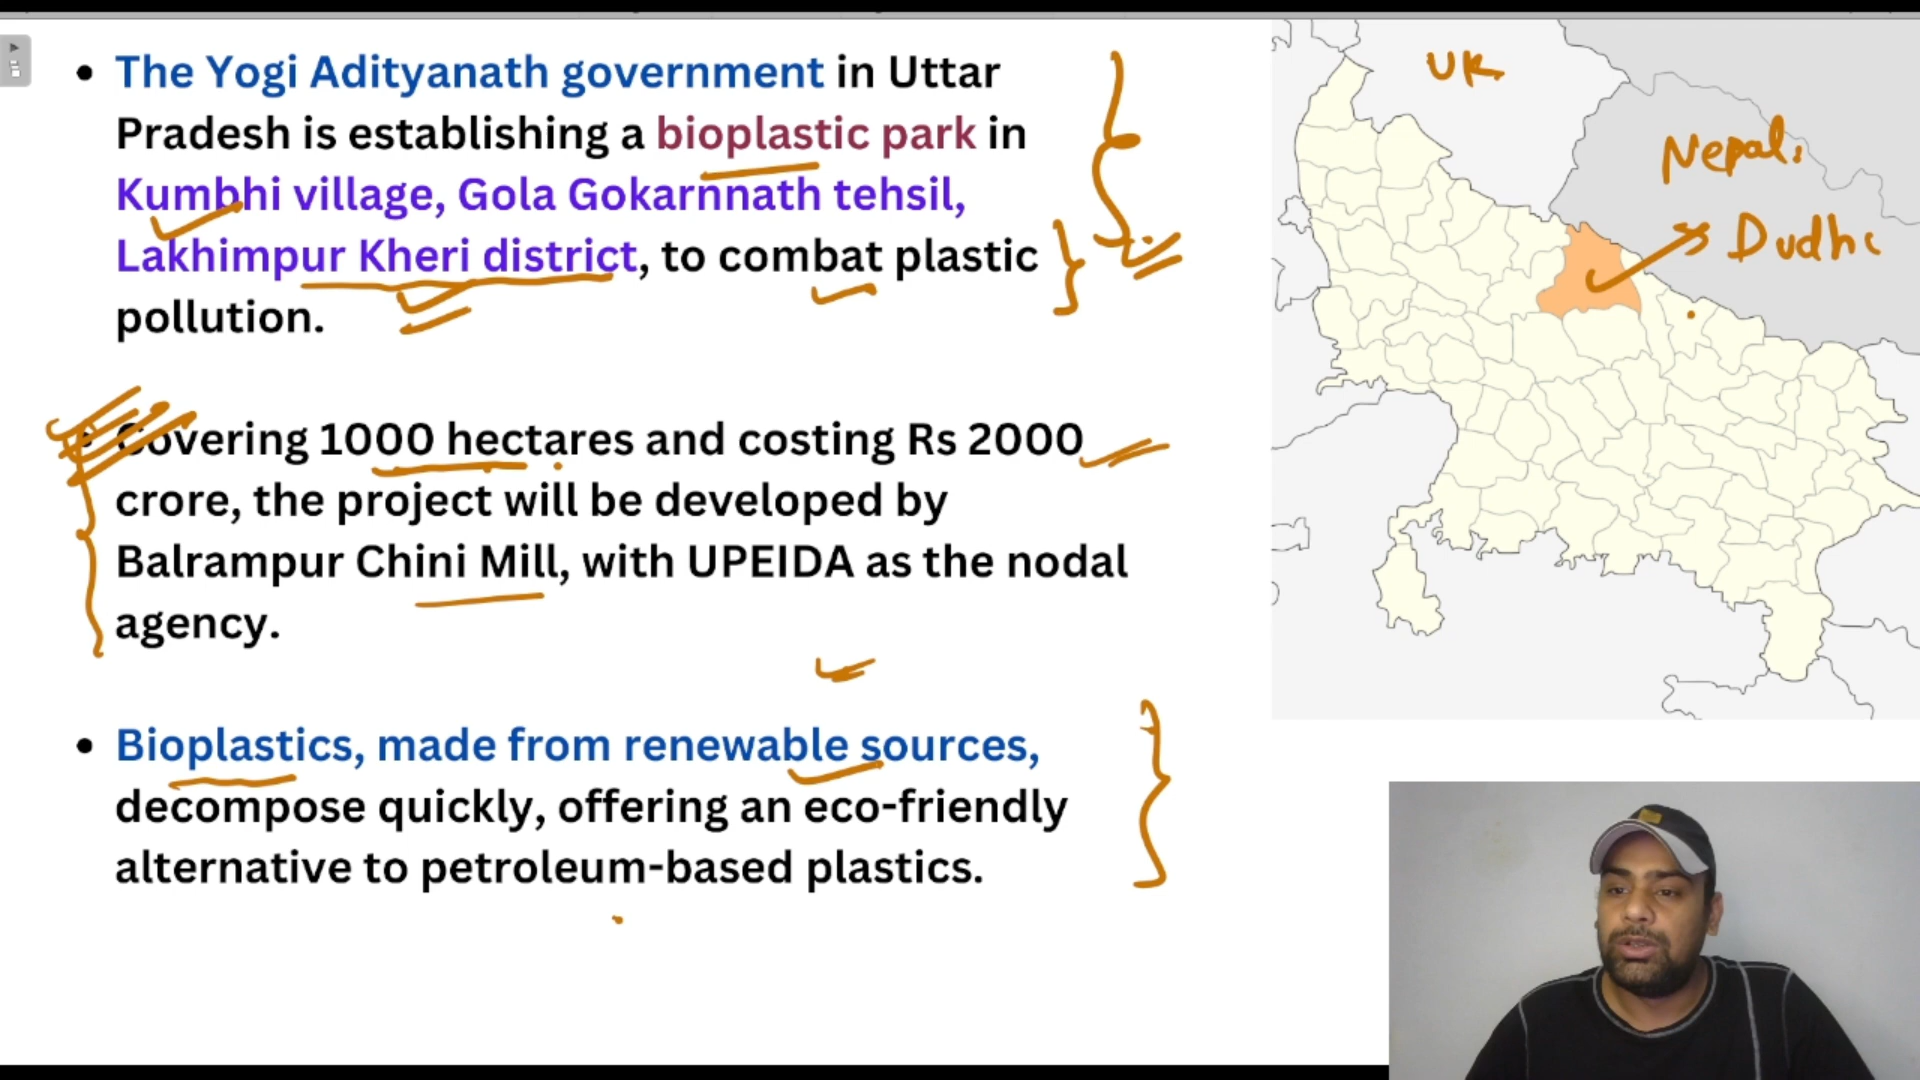 The Yogi Adityanath government in Uttar
Pradesh is establishing a bioplastic park in
Kumbhi village, Gola Gokarnnath tehsil,
Lakhimpur Kheri district, to combat plastic
pollution.
Covering 1000 hectares and costing Rs 2000
crore, the project will be developed by
Balrampur Chini Mill, with UPEIDA as the nodal
agency.
Bioplastics, made from renewable sources,
decompose quickly, offering an eco-friendly
alternative to petroleum-based plastics.
UK
Nepal